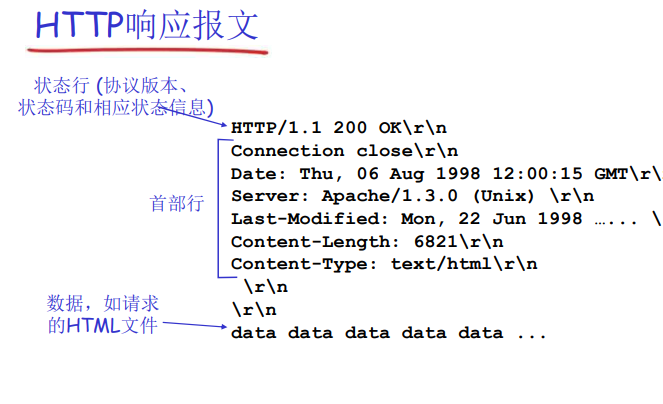 HTTP响应报文
状态行 (协议版本、
状态码和相应状态信息)
HTTP/1.1 200 OK\r\n
Connection close\r\n
Date: Thu, 06 Aug 1998 12:00:15 GMT\r\
Server: Apache/1.3.0 (Unix) \r\n
首部行
Last-Modified: Mon, 22 Jun 1998 …... \
Content-Length: 6821\r\n
Content-Type: text/html\r\n
\r\n
\r\n
数据，如请求
的HTML文件
data data data data data ...